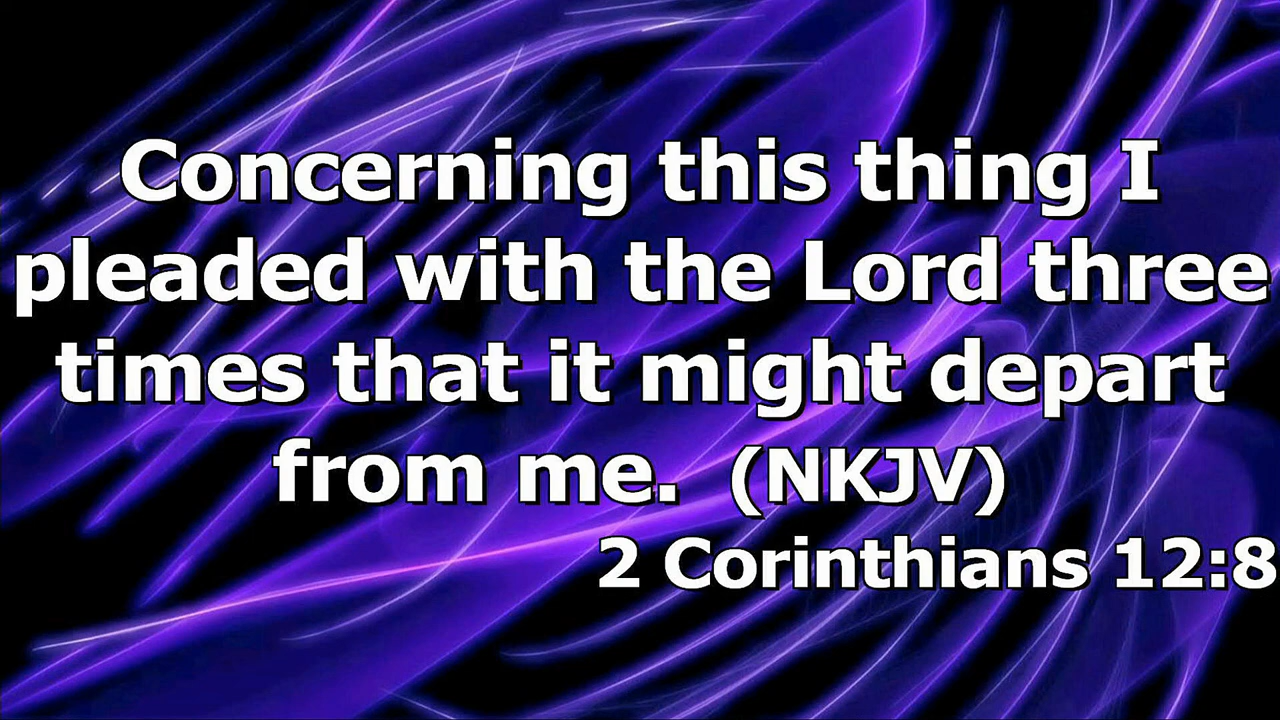 Concerning this thing I
pleaded with the Lord three
times that it might depart
from me. (NKJV)
2 Corinthians 12:8